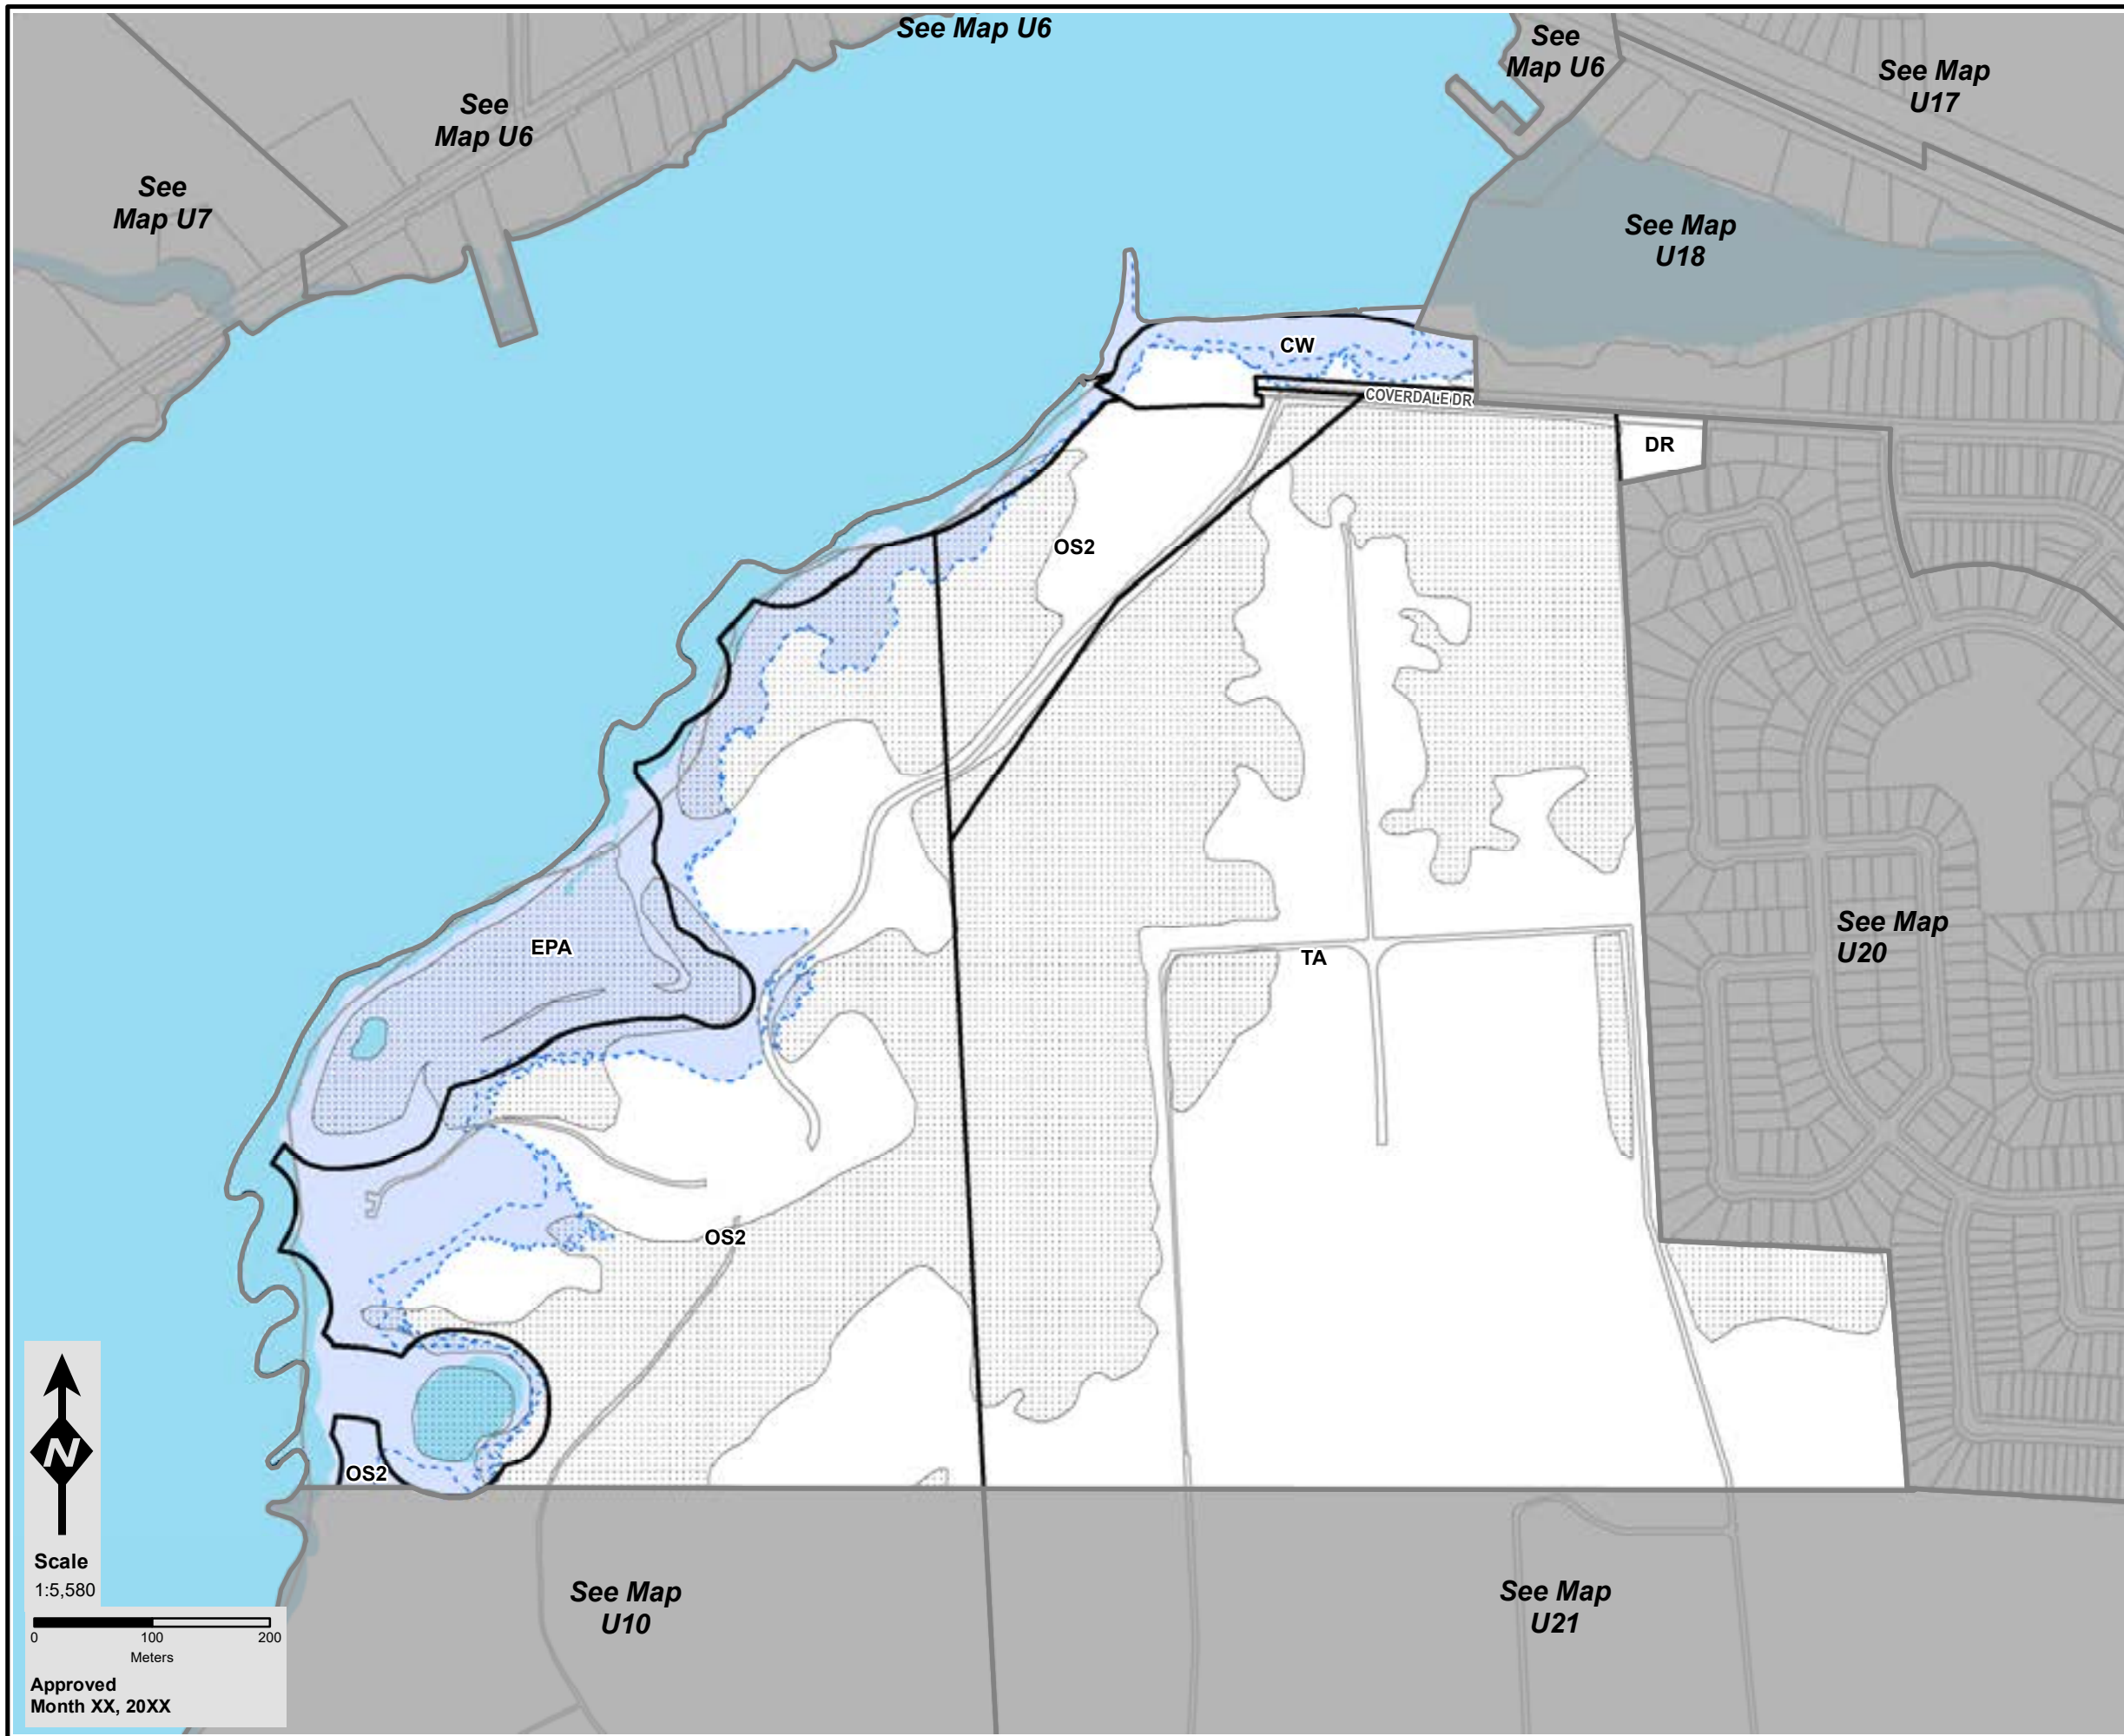 See Map U6
See
Map U6
See Map
U17
See
Map U6
See
Map U7
See Map
U18
CW
COVERDALE DR
DR
OS2
See Map
U20
EPA
TA
OS2
N
OS2
Scale
1:5,580
0 100 200
Meters
Approved
Month XX, 20XX
See Map
U10
See Map
U21